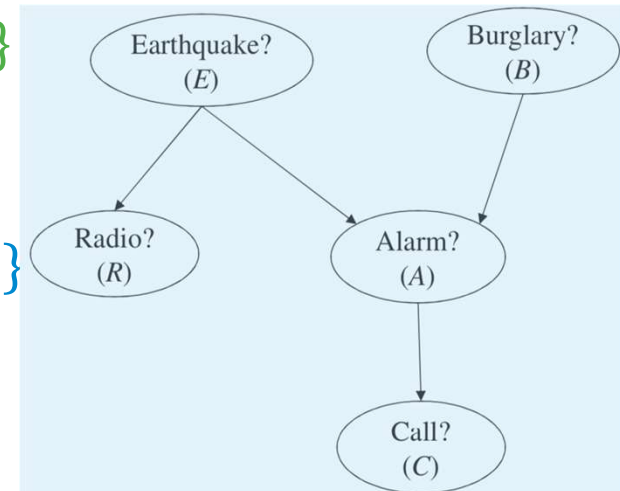 }
Earthquake?
(E)
Burglary?
(B)
}
Radio?
(R)
Alarm?
(A)
Call?
(C)